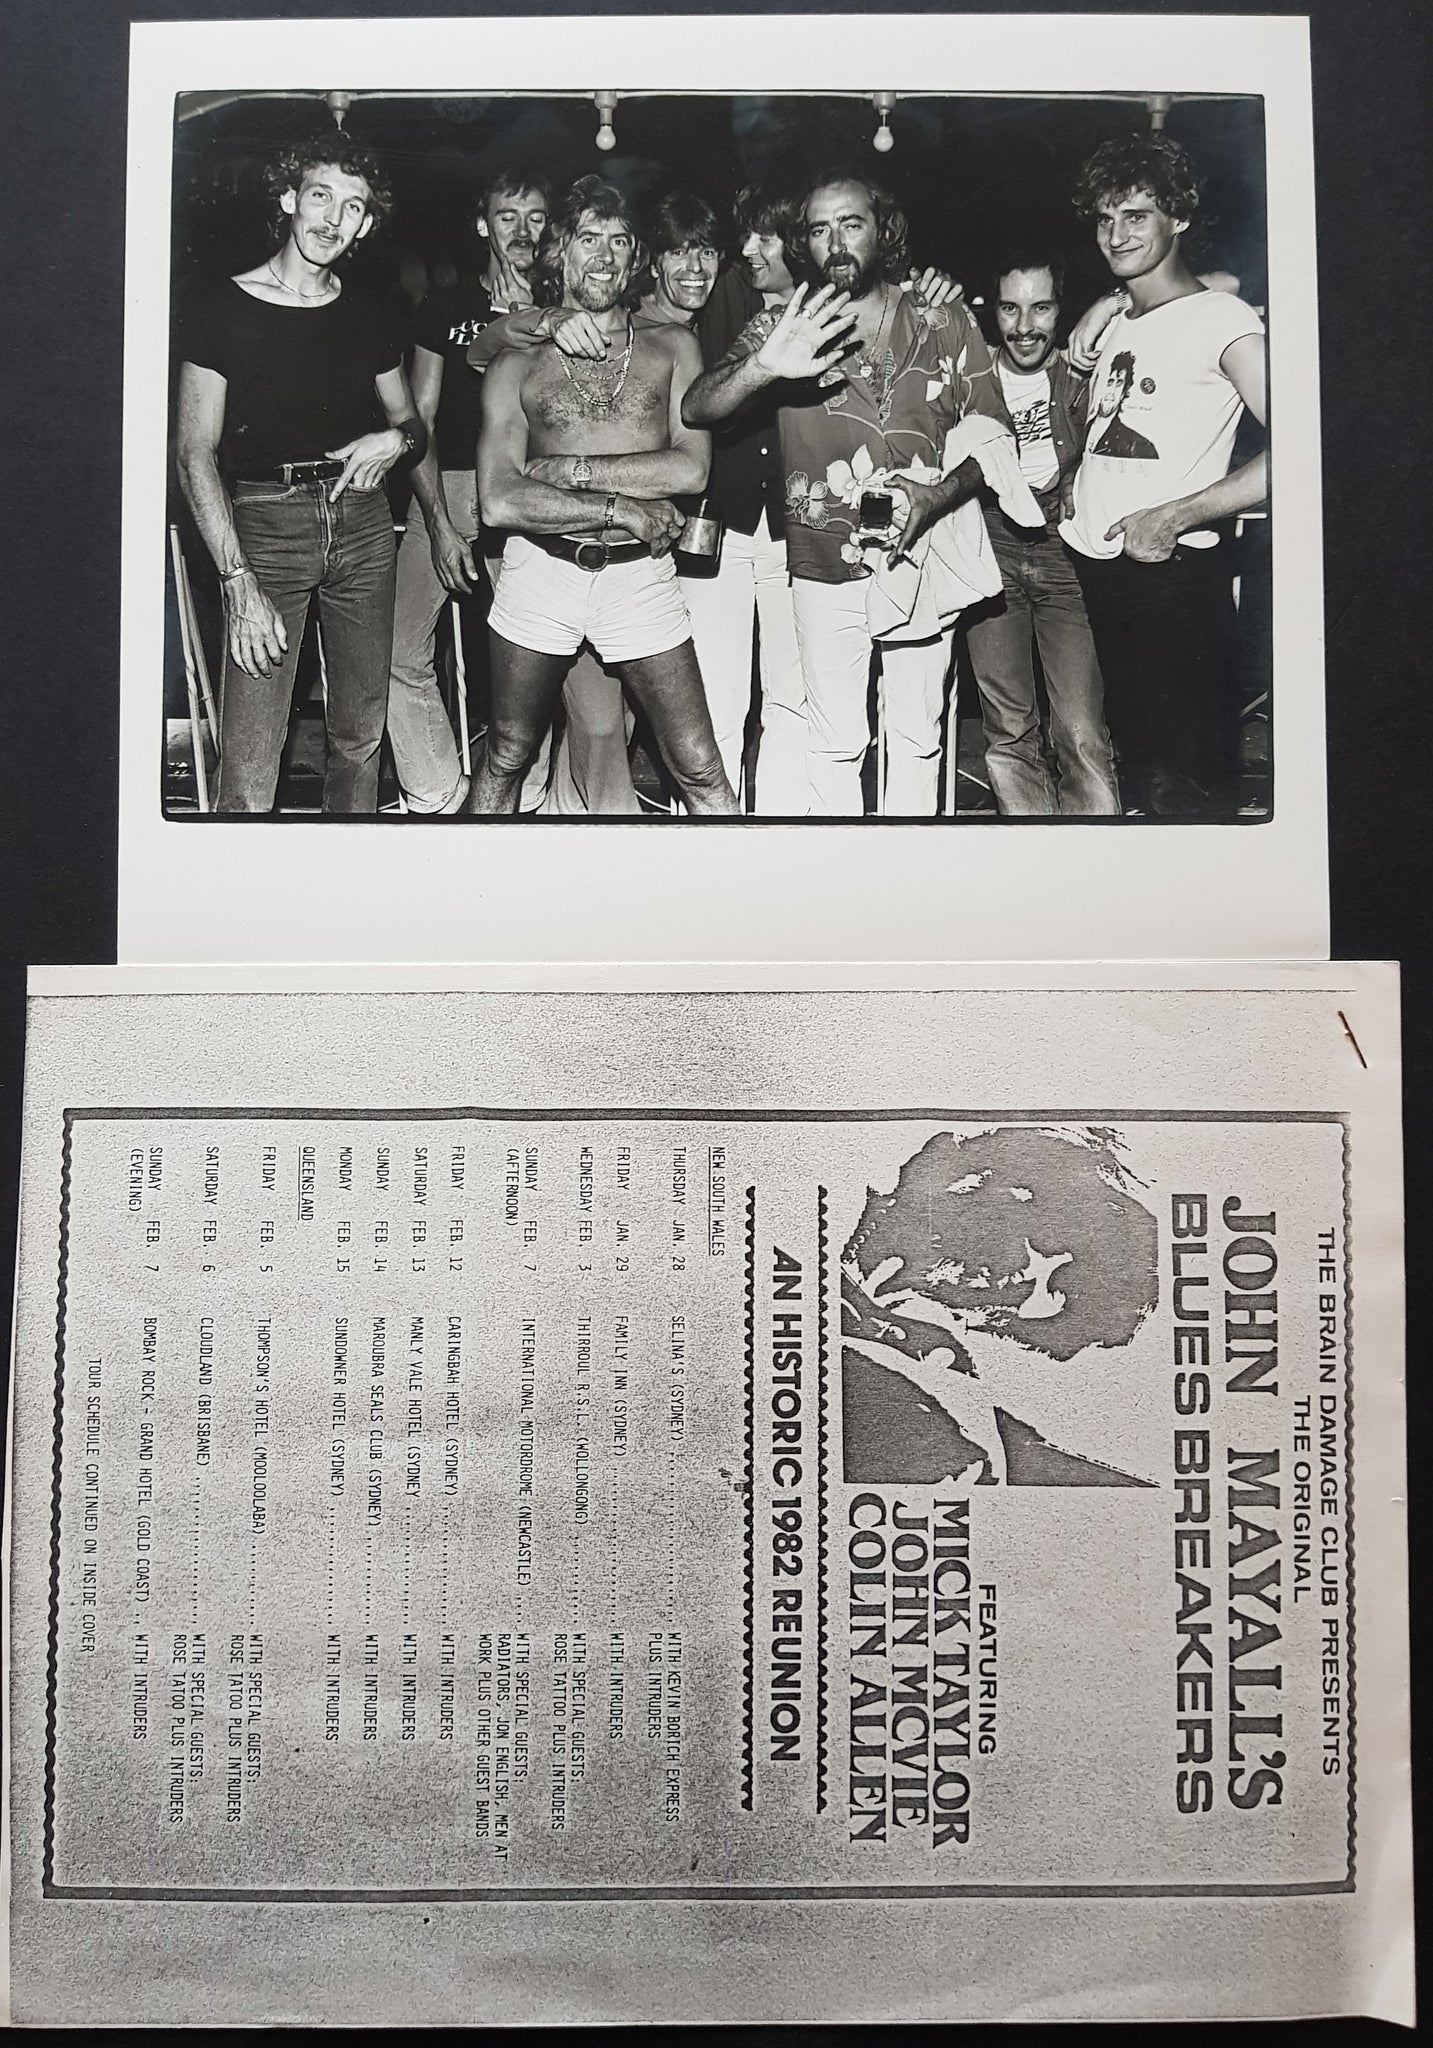 THE BRAIN DAMAGE CLUB PRESENTS
THE ORIGINAL
JOHN MAYALL'S
BLUES BREAKERS
FEATURING
MICK TAYLOR
JOHN MCVIE
COLIN ALLEN
AN HISTORIC 1982 REUNION
NEW SOUTH WALES
THURSDAY JAN. 28 SELINA'S (SYDNEY) .................. WITH KEVIN BORICH EXPRESS
PLUS INTRUDERS
FRIDAY JAN. 29 FAMILY INN (SYDNEY) .................. WITH INTRUDERS
WEDNESDAY FEB. 3 THIRROUL R.S.L. (WOLLONGONG) ......... WITH SPECIAL GUESTS:
ROSE TATTOO PLUS INTRUDERS
SUNDAY FEB. 7 INTERNATIONAL MOTORDROME (NEWCASTLE) .... WITH SPECIAL GUESTS:
(AFTERNOON) RADIATORS, JON ENGLISH, MEN AT
WORK PLUS OTHER GUEST BANDS
FRIDAY FEB. 12 CARINGBAH HOTEL (SYDNEY) ............. WITH INTRUDERS
SATURDAY FEB. 13 MANLY VALE HOTEL (SYDNEY) ............ WITH INTRUDERS
SUNDAY FEB. 14 MAROUBRA SEALS CLUB (SYDNEY) ......... WITH INTRUDERS
MONDAY FEB. 15 SUNDOWNER HOTEL (SYDNEY) ............. WITH INTRUDERS
QUEENSLAND
FRIDAY FEB. 5 THOMPSON'S HOTEL (MOOLOOLABA) ........ WITH SPECIAL GUESTS:
ROSE TATOO PLUS INTRUDERS
SATURDAY FEB. 6 CLOUDLAND (BRISBANE) ................. WITH SPECIAL GUESTS:
ROSE TATOO PLUS INTRUDERS
SUNDAY FEB. 7 BOMBAY ROCK - GRAND HOTEL (GOLD COAST) .. WITH INTRUDERS
(EVENING)
TOUR SCHEDULE CONTINUED ON INSIDE COVER